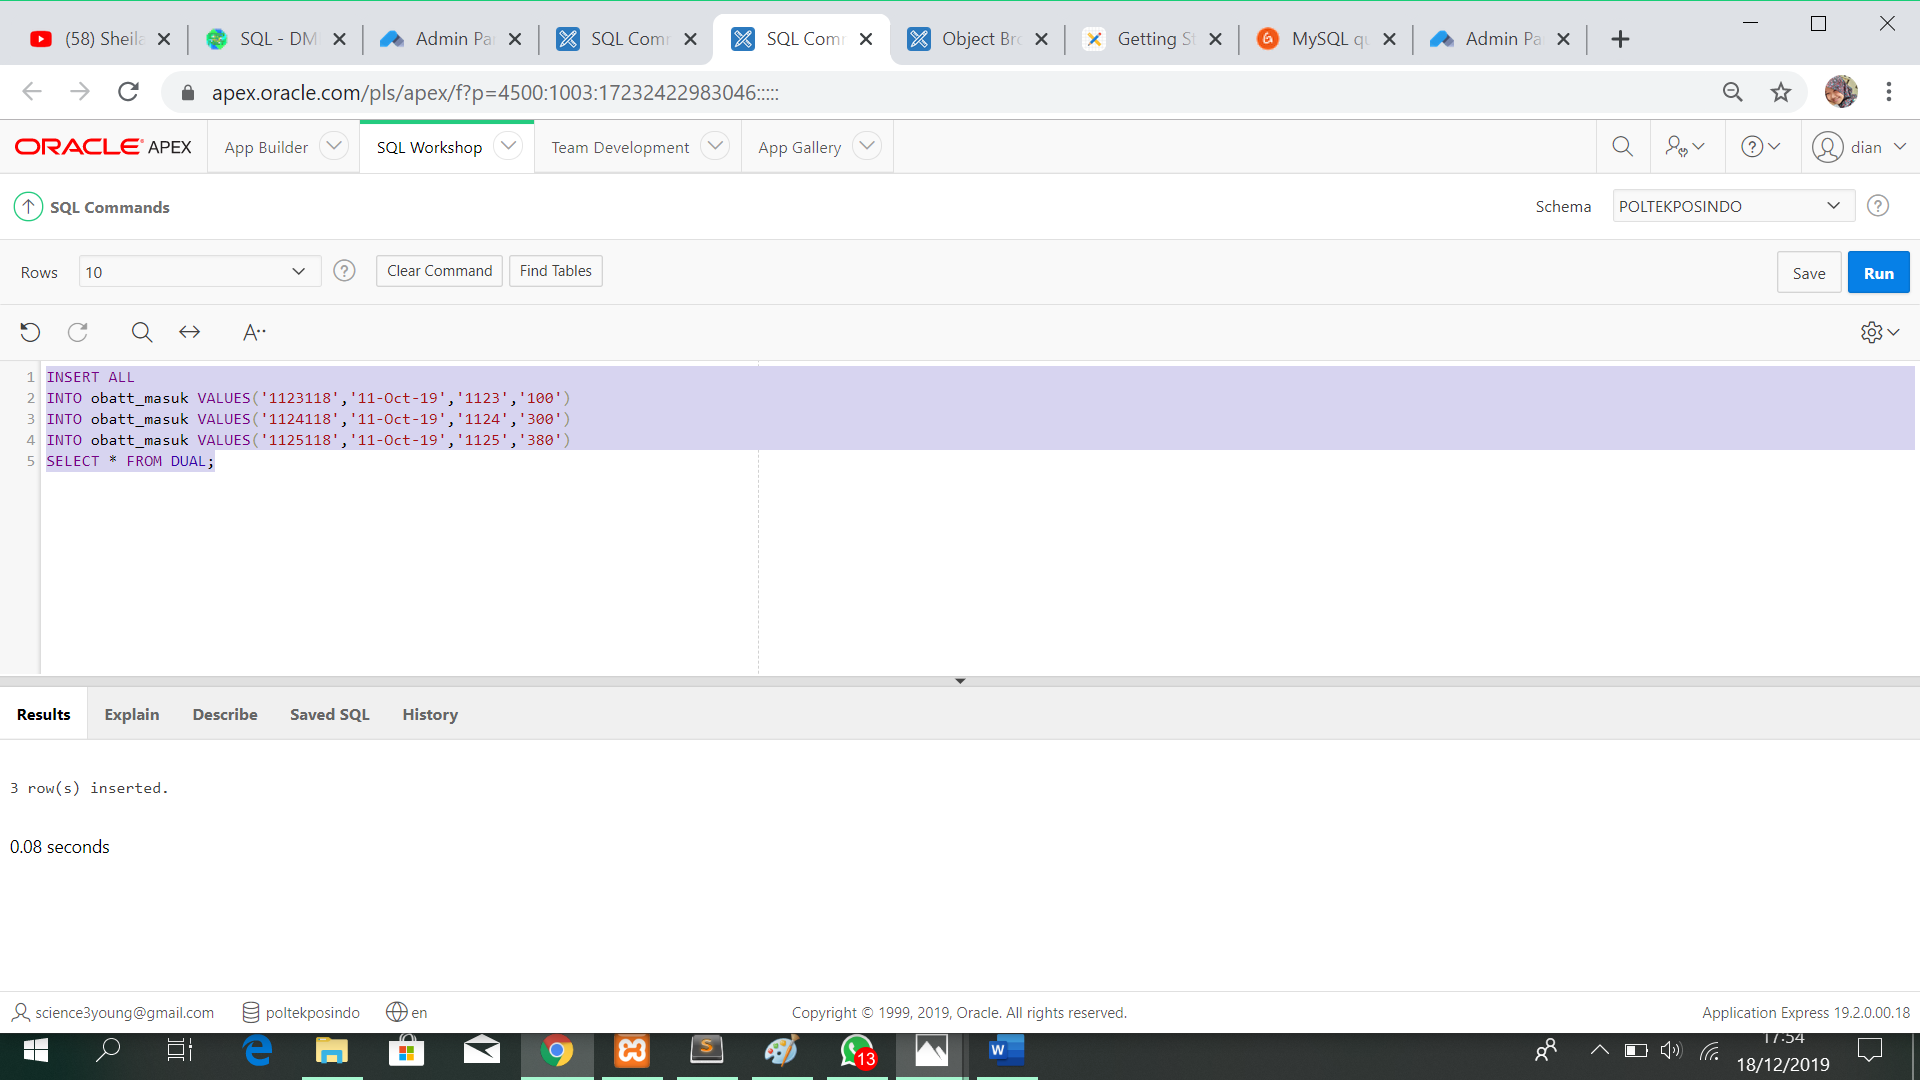 (58) Sheila
SQL - DM
Admin Pa
SQL Com
SQL Com
Object Br
Getting S
MySQL q
Admin Pa
apex.oracle.com/pls/apex/f?p=4500:1003:17232422983046:::::
ORACLE APEX
App Builder
SQL Workshop
Team Development
App Gallery
dian
SQL Commands
Schema
POLTEKPOSINDO
Rows
10
Clear Command
Find Tables
Save
Run
1 INSERT ALL
2 INTO obatt_masuk VALUES('1123118','11-Oct-19','1123','100')
3 INTO obatt_masuk VALUES('1124118','11-Oct-19','1124','300')
4 INTO obatt_masuk VALUES('1125118','11-Oct-19','1125','380')
5 SELECT * FROM DUAL;
Results
Explain
Describe
Saved SQL
History
3 row(s) inserted.
0.08 seconds
science3young@gmail.com
poltekposindo
en
Copyright © 1999, 2019, Oracle. All rights reserved.
Application Express 19.2.0.00.18
13
17:54
18/12/2019